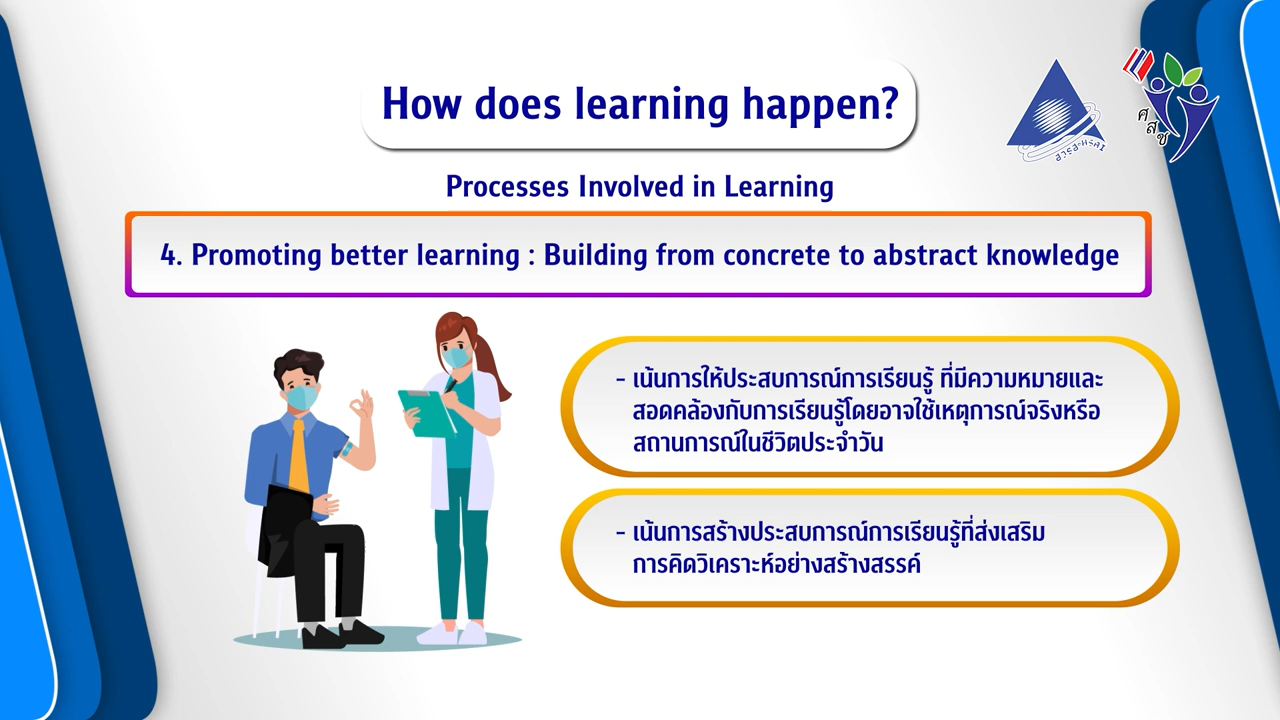 How does learning happen?
Processes Involved in Learning
4. Promoting better learning : Building from concrete to abstract knowledge
- เน้นการให้ประสบการณ์การเรียนรู้ ที่มีความหมายและ
สอดคล้องกับการเรียนรู้โดยอาจใช้เหตุการณ์จริงหรือ
สถานการณ์ในชีวิตประจำวัน
- เน้นการสร้างประสบการณ์การเรียนรู้ที่ส่งเสริม
การคิดวิเคราะห์อย่างสร้างสรรค์
ศสช